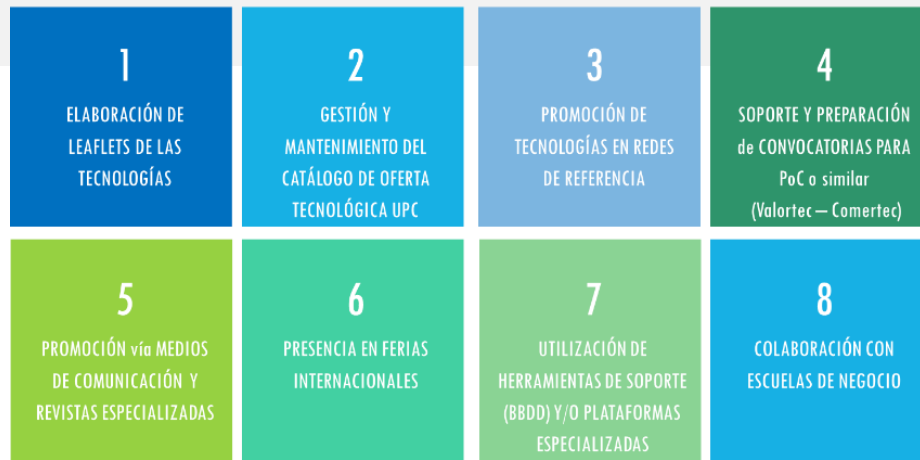 1
ELABORACIÓN DE
LEAFLETS DE LAS
TECNOLOGÍAS
2
GESTIÓN Y
MANTENIMIENTO DEL
CATÁLOGO DE OFERTA
TECNOLÓGICA UPC
3
PROMOCIÓN DE
TECNOLOGÍAS EN REDES
DE REFERENCIA
4
SOPORTE Y PREPARACIÓN
de CONVOCATORIAS PARA
PoC o similar
(Valortec – Comertec)
5
PROMOCIÓN vía MEDIOS
DE COMUNICACIÓN Y
REVISTAS ESPECIALIZADAS
6
PRESENCIA EN FERIAS
INTERNACIONALES
7
UTILIZACIÓN DE
HERRAMIENTAS DE SOPORTE
(BBDD) Y/O PLATAFORMAS
ESPECIALIZADAS
8
COLABORACIÓN CON
ESCUELAS DE NEGOCIO